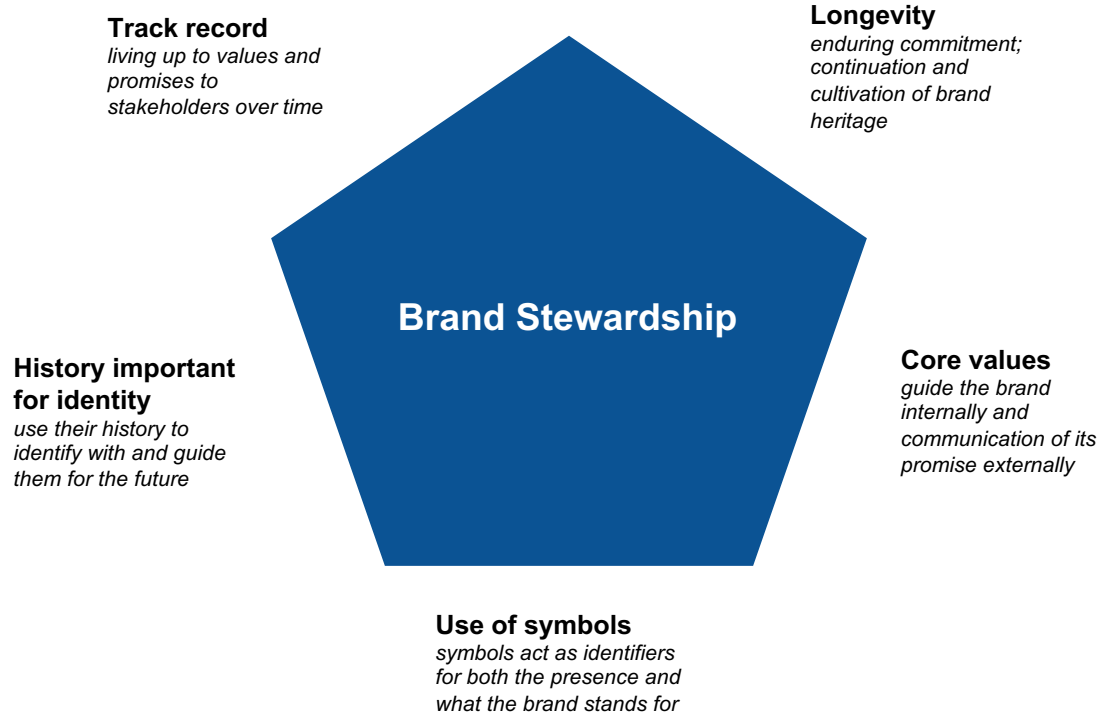 Track record
living up to values and
promises to
stakeholders over time
Longevity
enduring commitment;
continuation and
cultivation of brand
heritage
Brand Stewardship
History important
for identity
use their history to
identify with and guide
them for the future
Core values
guide the brand
internally and
communication of its
promise externally
Use of symbols
symbols act as identifiers
for both the presence and
what the brand stands for